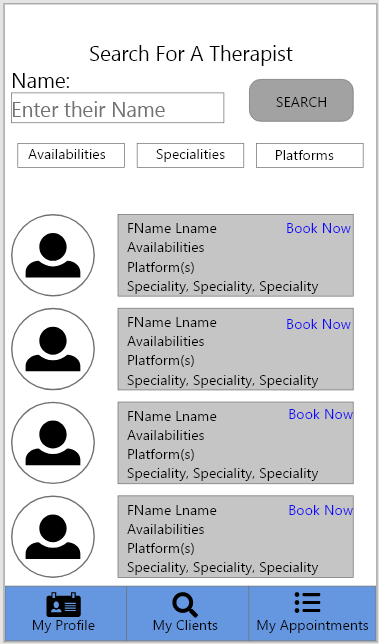 Search For A Therapist
Name:
Enter their Name
SEARCH
Availabilities Specialities Platforms
FName Lname Book Now
Availabilities
Platform(s)
Speciality, Speciality, Speciality
FName Lname Book Now
Availabilities
Platform(s)
Speciality, Speciality, Speciality
FName Lname Book Now
Availabilities
Platform(s)
Speciality, Speciality, Speciality
FName Lname Book Now
Availabilities
Platform(s)
Speciality, Speciality, Speciality
My Profile My Clients My Appointments